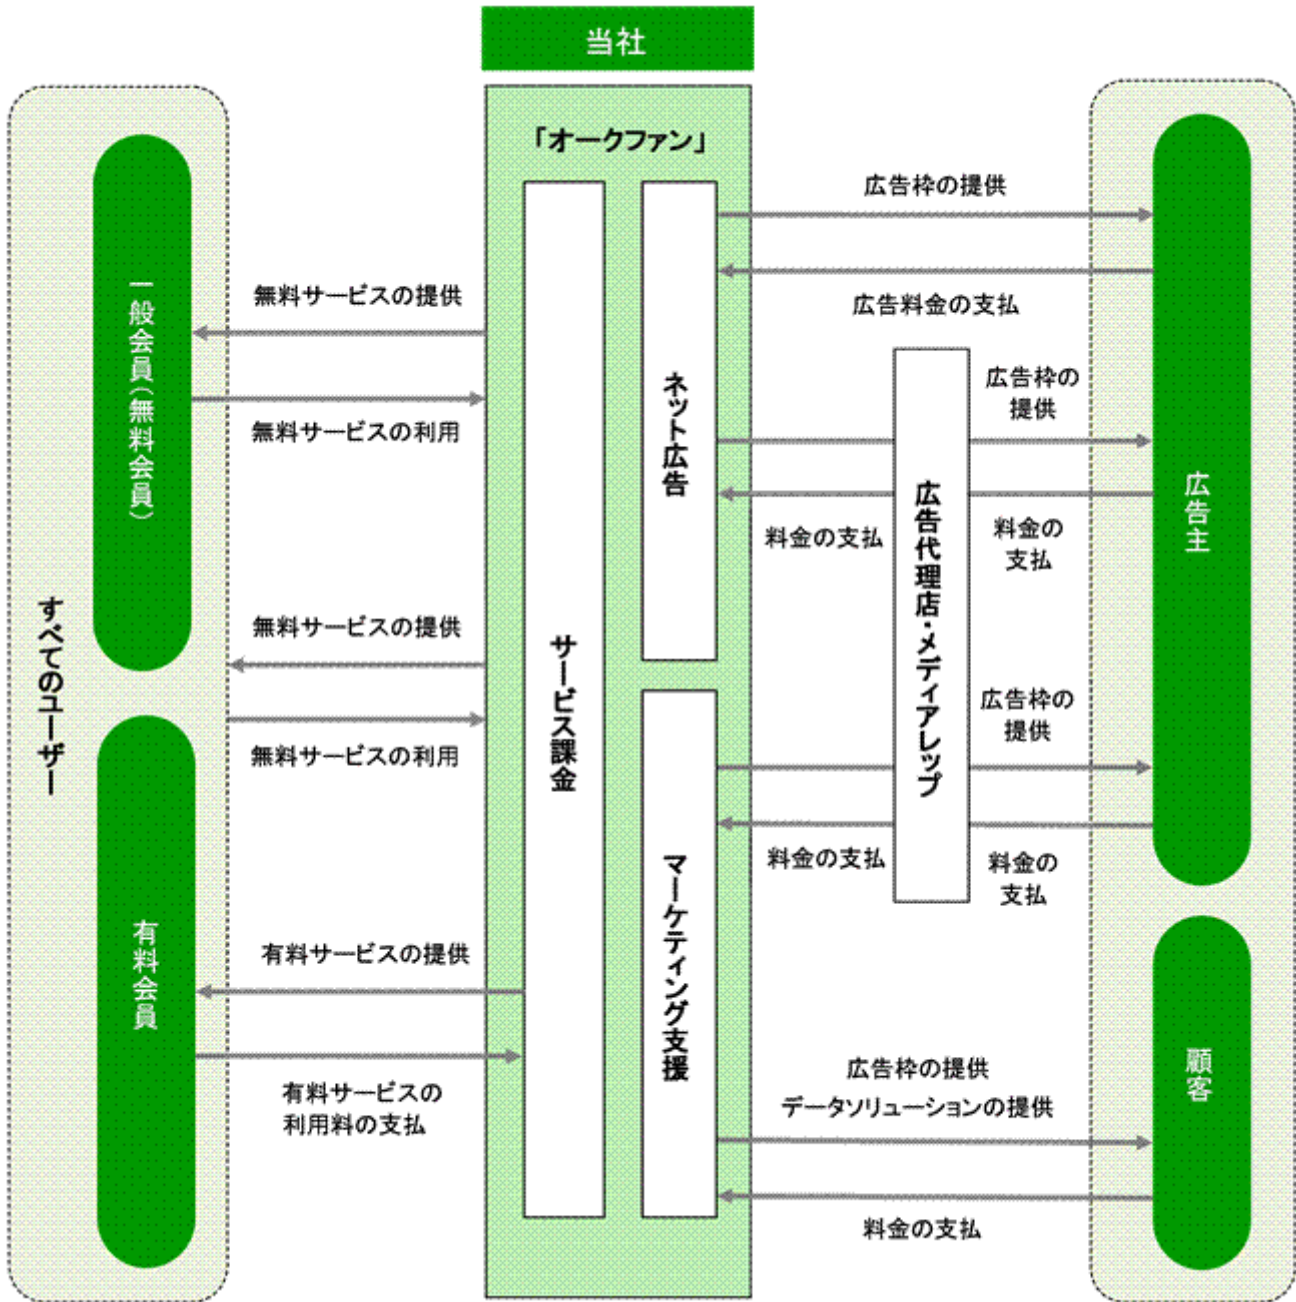 当社
「オークファン」
すべてのユーザー
一般会員(無料会員)
有料会員
無料サービスの提供
無料サービスの利用
無料サービスの提供
無料サービスの利用
有料サービスの提供
有料サービスの
利用料の支払
サービス課金
ネット広告
マーケティング支援
広告枠の提供
広告料金の支払
広告枠の
提供
料金の支払
料金の
支払
広告代理店・メディアレップ
広告枠の
提供
料金の支払
料金の
支払
広告枠の提供
データソリューションの提供
料金の支払
広告主
顧客